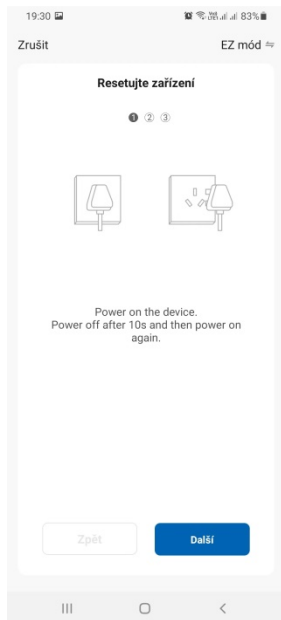 19:30 83%
Zrušit EZ mód
Resetujte zařízení
1 2 3
Power on the device.
Power off after 10s and then power on
again.
Zpět Další